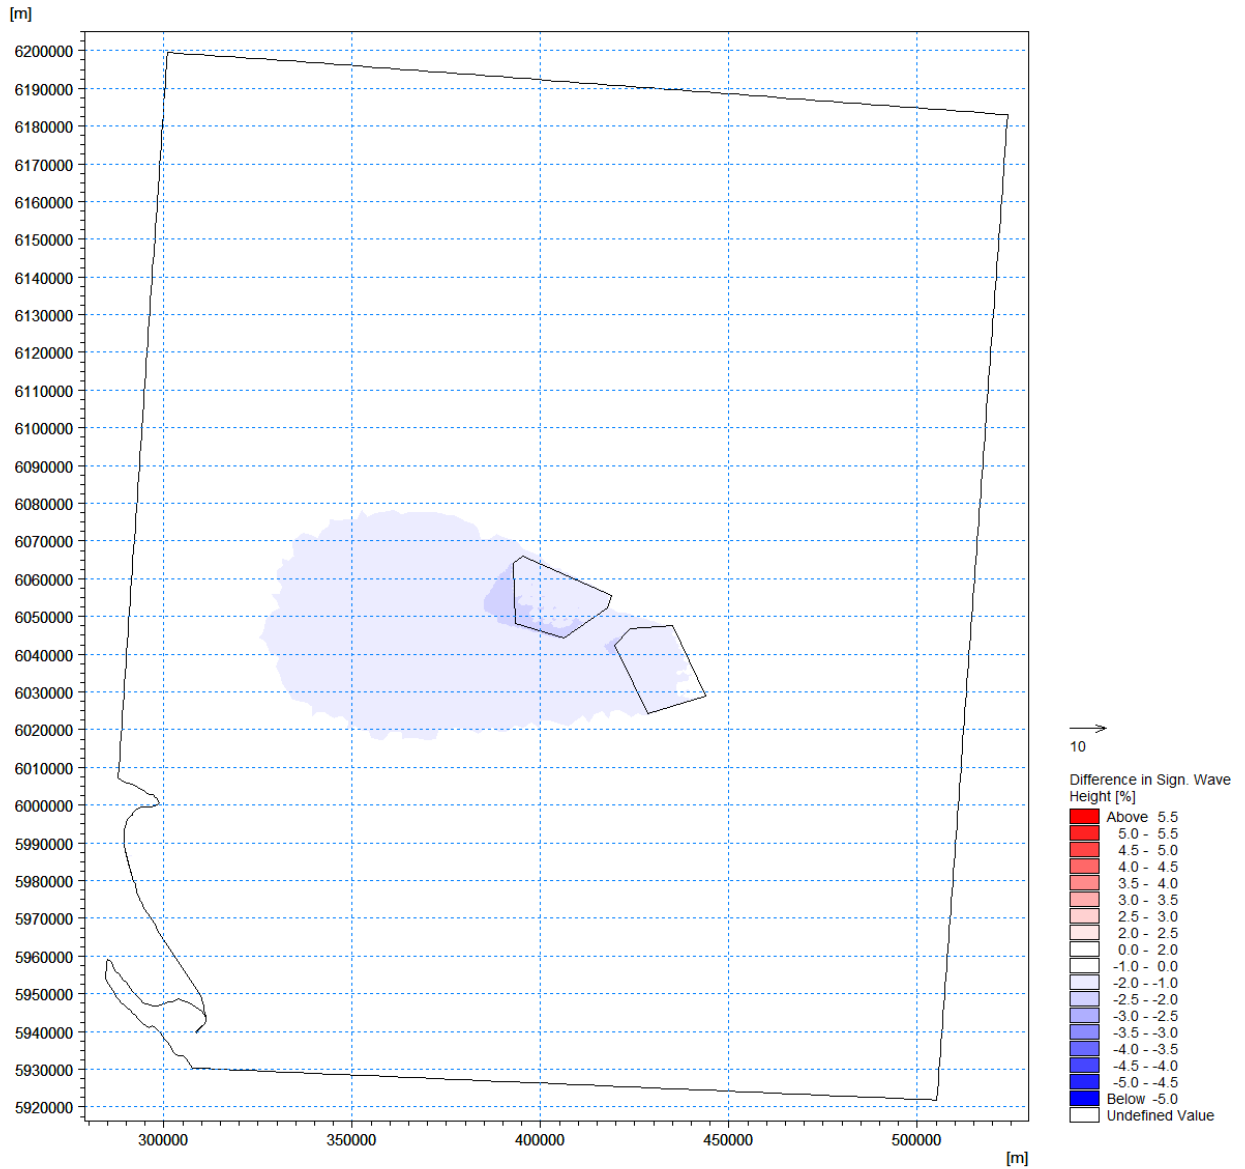 [m]
6200000
6190000
6180000
6170000
6160000
6150000
6140000
6130000
6120000
6110000
6100000
6090000
6080000
6070000
6060000
6050000
6040000
6030000
6020000
6010000
6000000
5990000
5980000
5970000
5960000
5950000
5940000
5930000
5920000
300000 350000 400000 450000 500000
[m]
10
Difference in Sign. Wave
Height [%]
Above 5.5
5.0 - 5.5
4.5 - 5.0
4.0 - 4.5
3.5 - 4.0
3.0 - 3.5
2.5 - 3.0
2.0 - 2.5
0.0 - 2.0
-1.0 - 0.0
-2.0 - -1.0
-2.5 - -2.0
-3.0 - -2.5
-3.5 - -3.0
-4.0 - -3.5
-4.5 - -4.0
-5.0 - -4.5
Below -5.0
Undefined Value